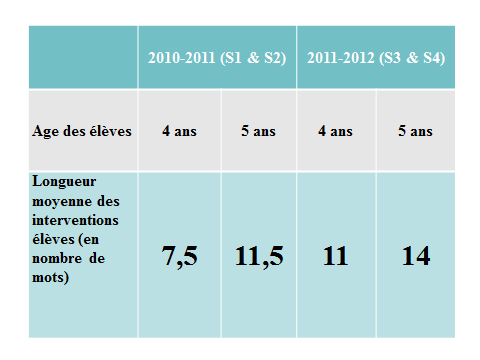 2010-2011 (S1 & S2) 2011-2012 (S3 & S4)
Age des élèves 4 ans 5 ans 4 ans 5 ans
Longueur
moyenne des
interventions
élèves (en
nombre de
mots)
7,5 11,5 11 14